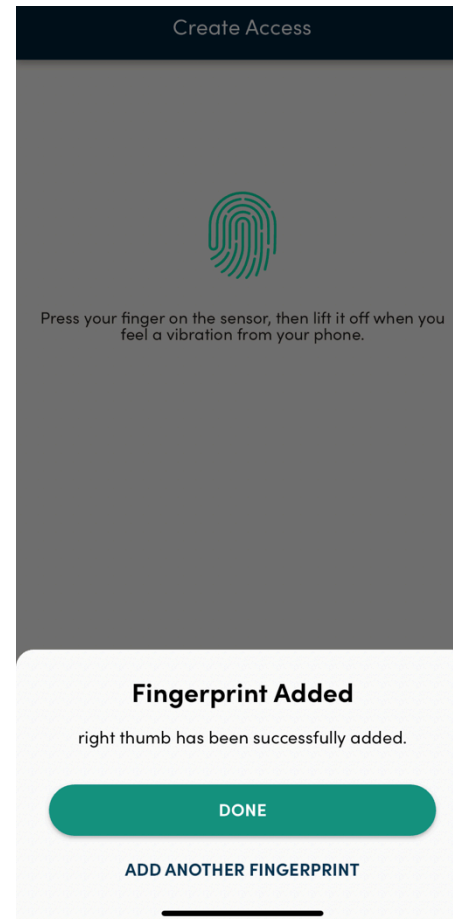 Create Access
Press your finger on the sensor, then lift it off when you
feel a vibration from your phone.
Fingerprint Added
right thumb has been successfully added.
DONE
ADD ANOTHER FINGERPRINT